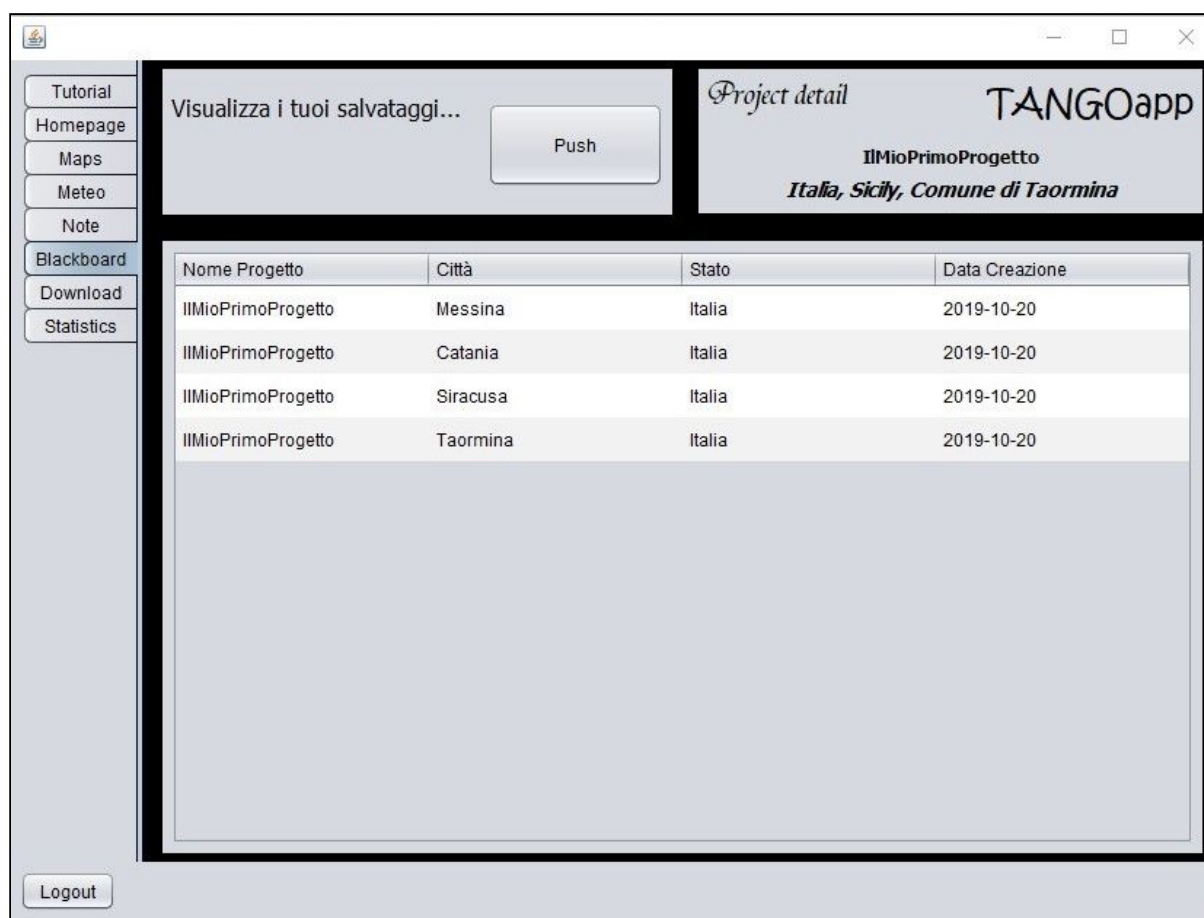 Tutorial
Homepage
Maps
Meteo
Note
Blackboard
Download
Statistics
Visualizza i tuoi salvataggi...
Push
Project detail
TANGOapp
IlMioPrimoProgetto
Italia, Sicily, Comune di Taormina
Nome Progetto Città Stato Data Creazione
IlMioPrimoProgetto Messina Italia 2019-10-20
IlMioPrimoProgetto Catania Italia 2019-10-20
IlMioPrimoProgetto Siracusa Italia 2019-10-20
IlMioPrimoProgetto Taormina Italia 2019-10-20
Logout